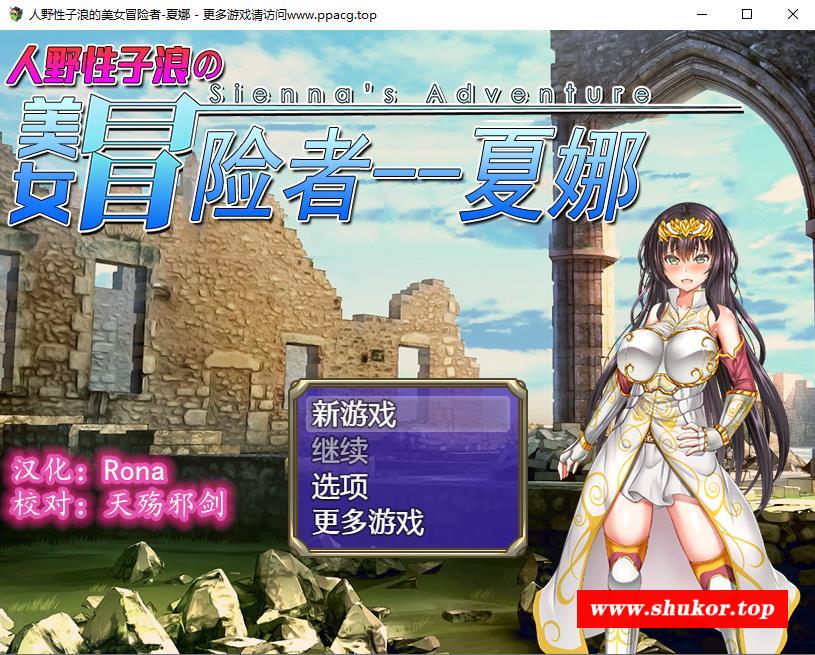 人野性子浪的美女冒险者-夏娜 - 更多游戏请访问www.ppacg.top
人野性子浪の
Sienna's Adventure
美女冒险者--夏娜
新游戏
继续
选项
更多游戏
汉化：Rona
校对：天殇邪剑
www.shukor.top